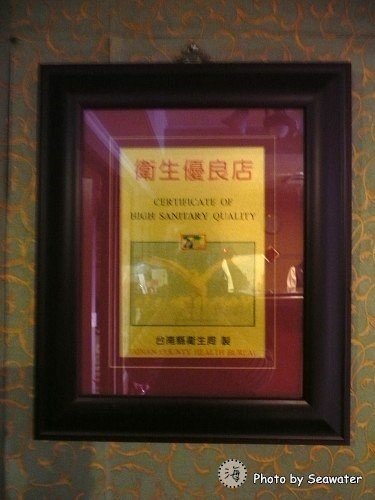 衛生優良店
CERTIFICATE OF
HIGH SANITARY QUALITY
台南縣衛生局 製
TAINAN COUNTY HEALTH BUREAU
海 Photo by Seawater